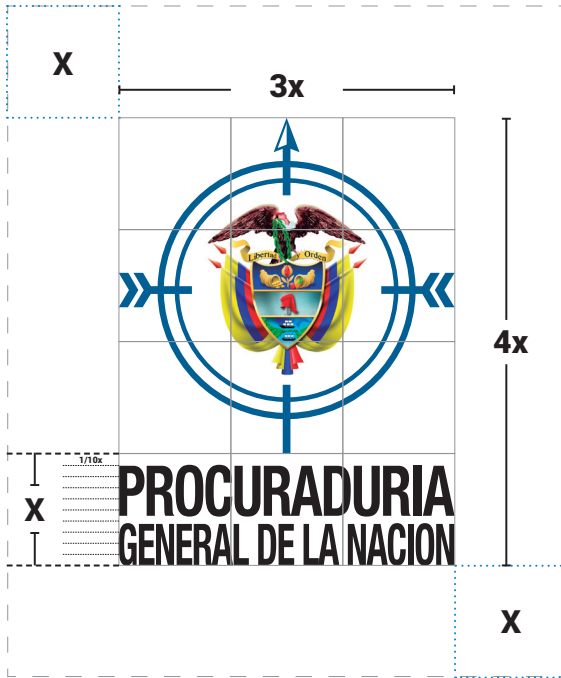 X
3x
Libertad y Orden
4x
1/10x
X
PROCURADURIA
GENERAL DE LA NACION
X